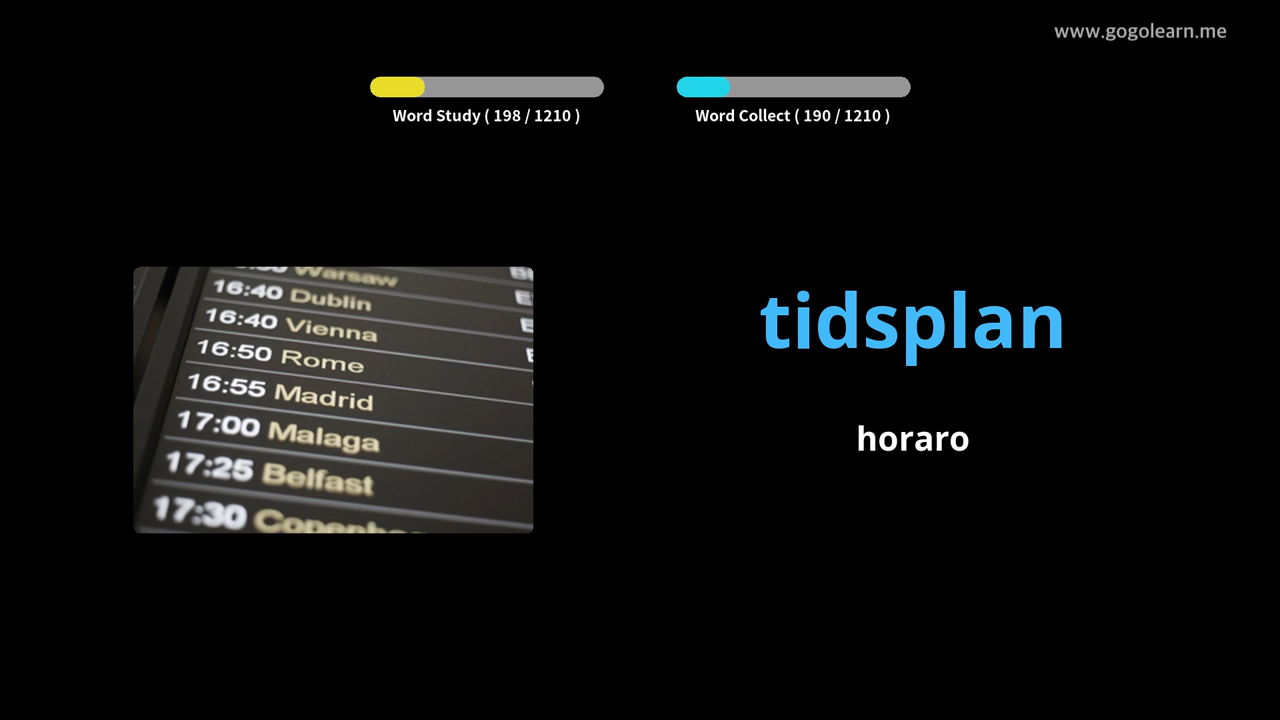 www.gogolearn.me
Word Study ( 198 / 1210 )
Word Collect ( 190 / 1210 )
Warsaw
16:40 Dublin
16:40 Vienna
16:50 Rome
16:55 Madrid
17:00 Malaga
17:25 Belfast
17:30
tidsplan
horaro